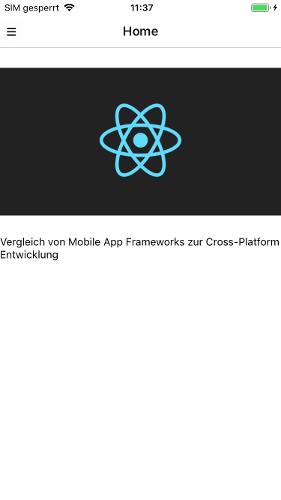 SIM gesperrt 11:37
Home
Vergleich von Mobile App Frameworks zur Cross-Platform
Entwicklung